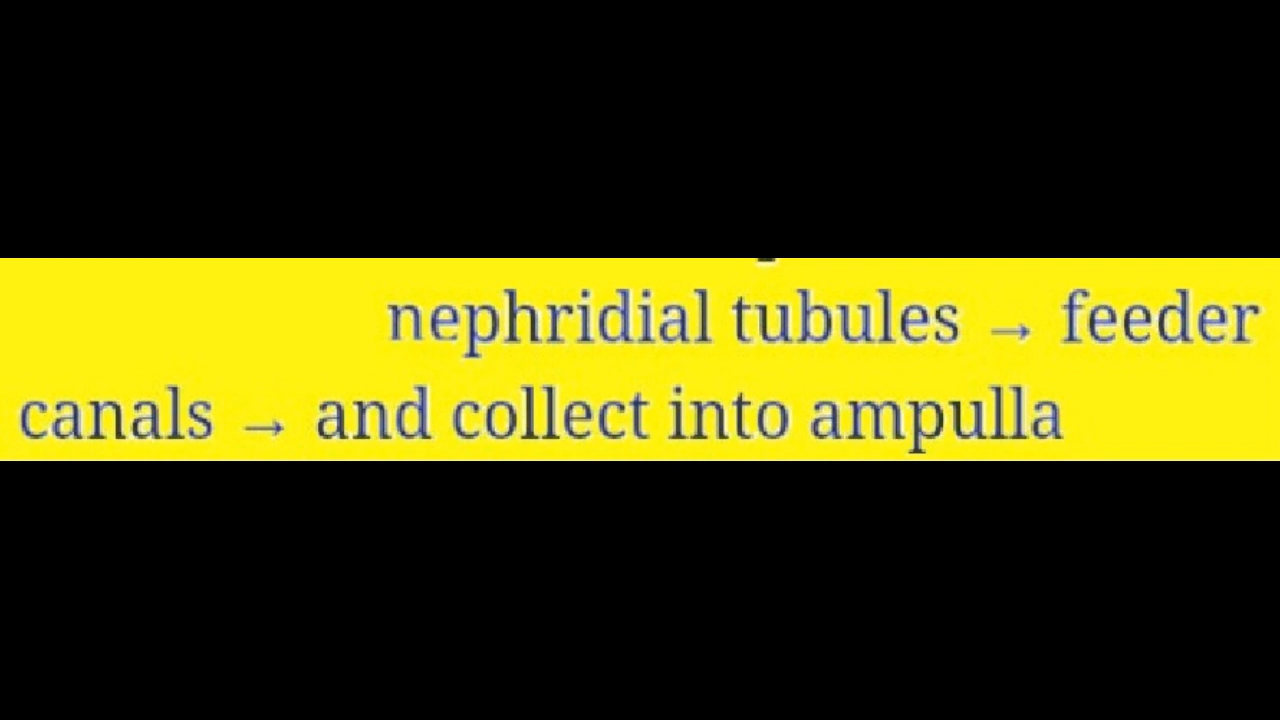 nephridial tubules → feeder
canals → and collect into ampulla